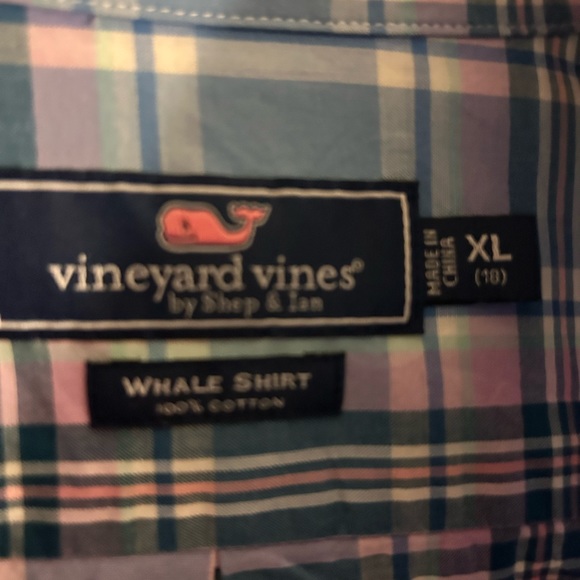 vineyard vines®
by Shep & Ian
MADE IN
CHINA
XL
(18)
WHALE SHIRT
100% COTTON